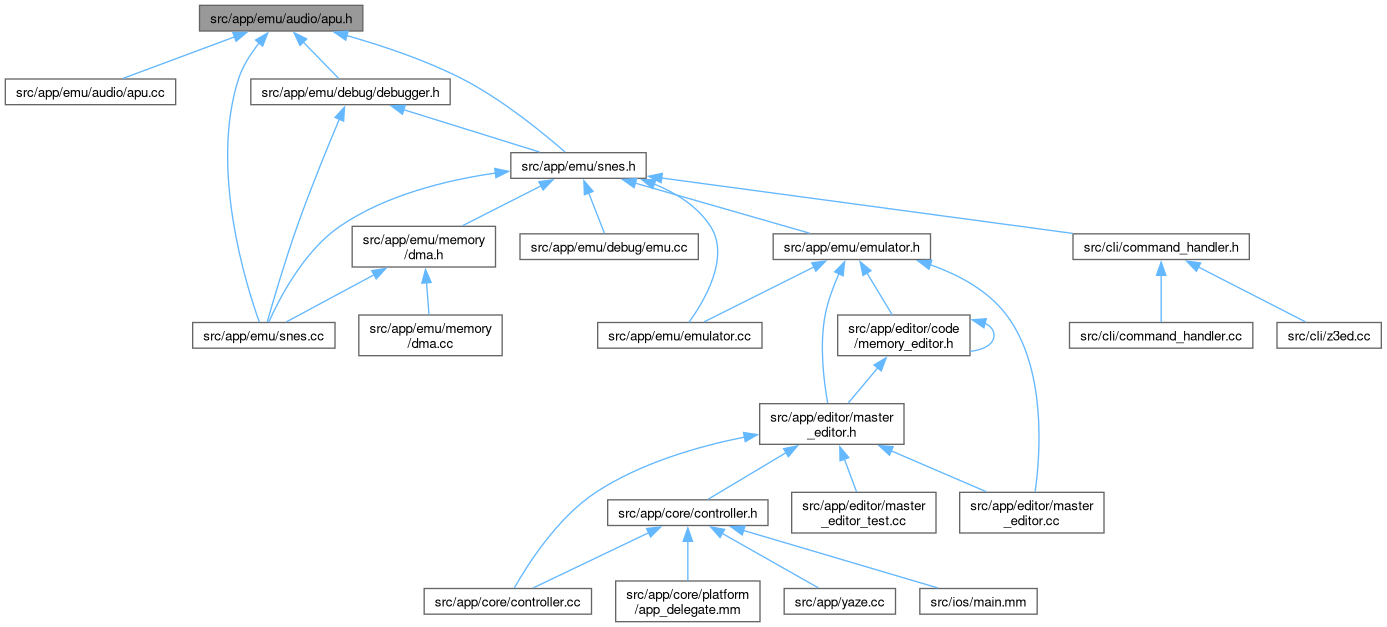 src/app/emu/audio/apu.h
src/app/emu/audio/apu.cc
src/app/emu/debug/debugger.h
src/app/emu/snes.h
src/app/emu/memory
/dma.h
src/app/emu/debug/emu.cc
src/app/emu/emulator.h
src/cli/command_handler.h
src/app/emu/snes.cc
src/app/emu/memory
/dma.cc
src/app/emu/emulator.cc
src/app/editor/code
/memory_editor.h
src/cli/command_handler.cc
src/cli/z3ed.cc
src/app/editor/master
_editor.h
src/app/core/controller.h
src/app/editor/master
_editor_test.cc
src/app/editor/master
_editor.cc
src/app/core/controller.cc
src/app/core/platform
/app_delegate.mm
src/app/yaze.cc
src/ios/main.mm